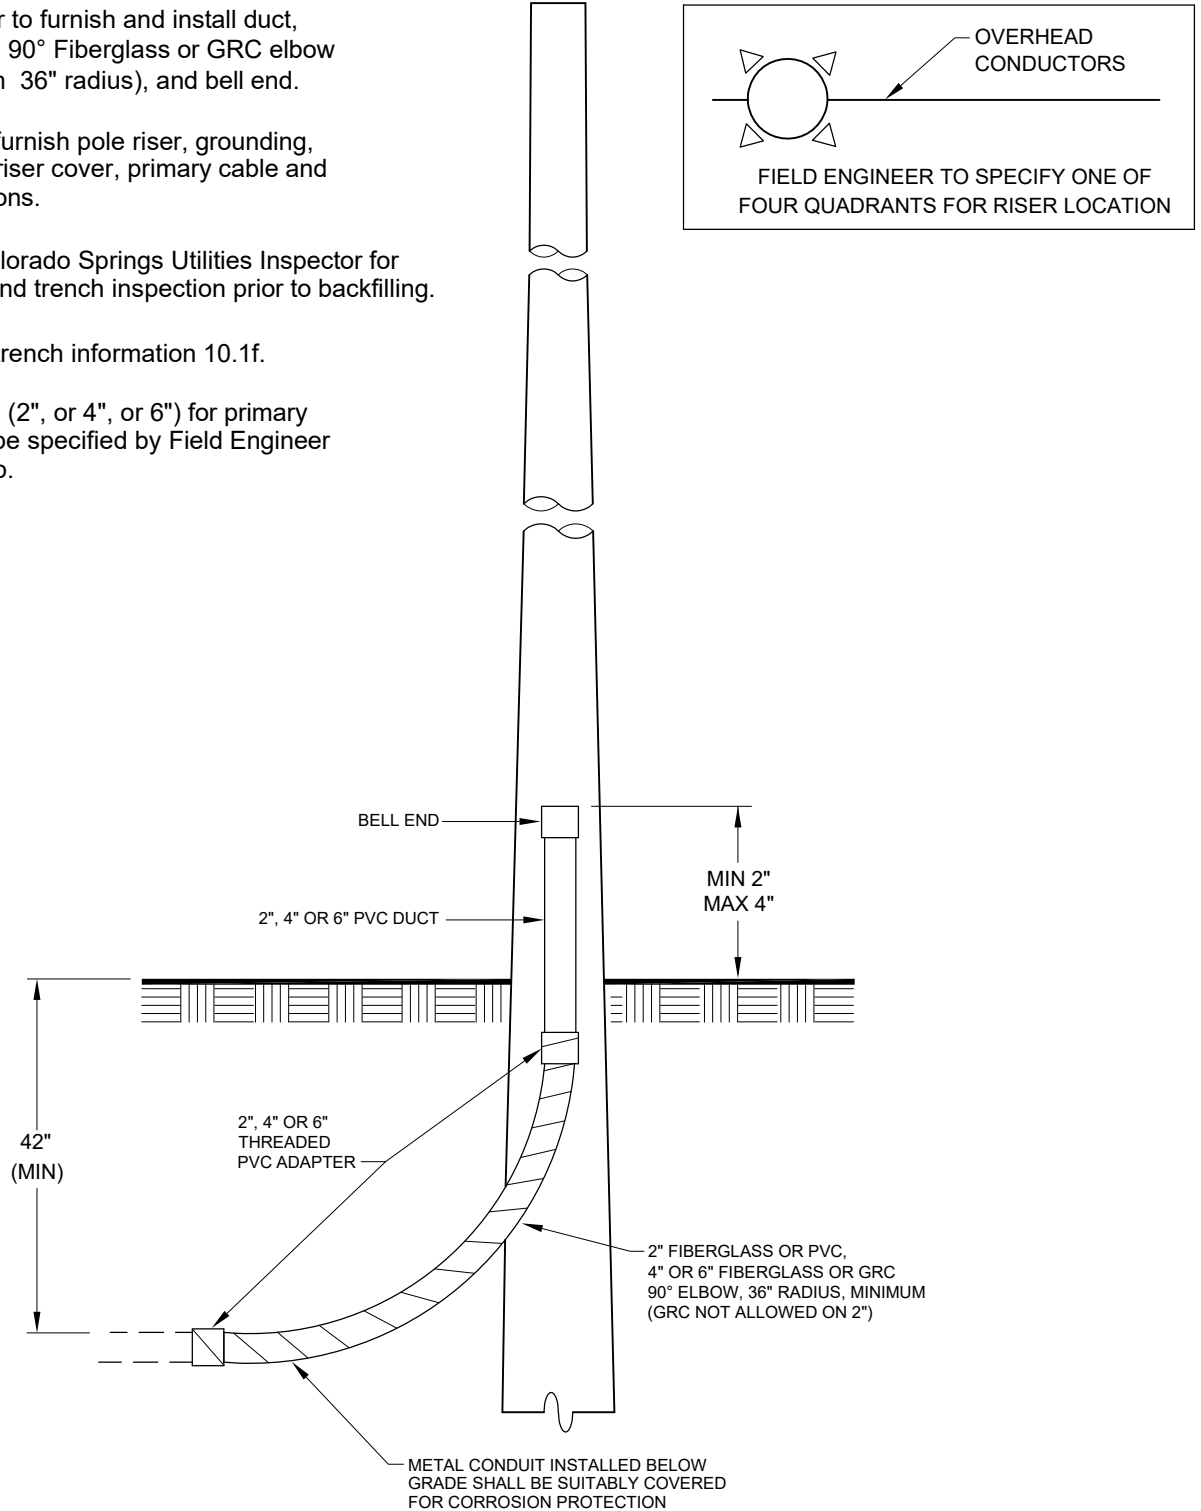 r to furnish and install duct,
90° Fiberglass or GRC elbow
36" radius), and bell end.
furnish pole riser, grounding,
riser cover, primary cable and
ons.
lorado Springs Utilities Inspector for
nd trench inspection prior to backfilling.
trench information 10.1f.
(2", or 4", or 6") for primary
be specified by Field Engineer
OVERHEAD
CONDUCTORS
FIELD ENGINEER TO SPECIFY ONE OF
FOUR QUADRANTS FOR RISER LOCATION
BELL END
MIN 2"
MAX 4"
2", 4" OR 6" PVC DUCT
42"
(MIN)
2", 4" OR 6"
THREADED
PVC ADAPTER
2" FIBERGLASS OR PVC,
4" OR 6" FIBERGLASS OR GRC
90° ELBOW, 36" RADIUS, MINIMUM
(GRC NOT ALLOWED ON 2")
METAL CONDUIT INSTALLED BELOW
GRADE SHALL BE SUITABLY COVERED
FOR CORROSION PROTECTION